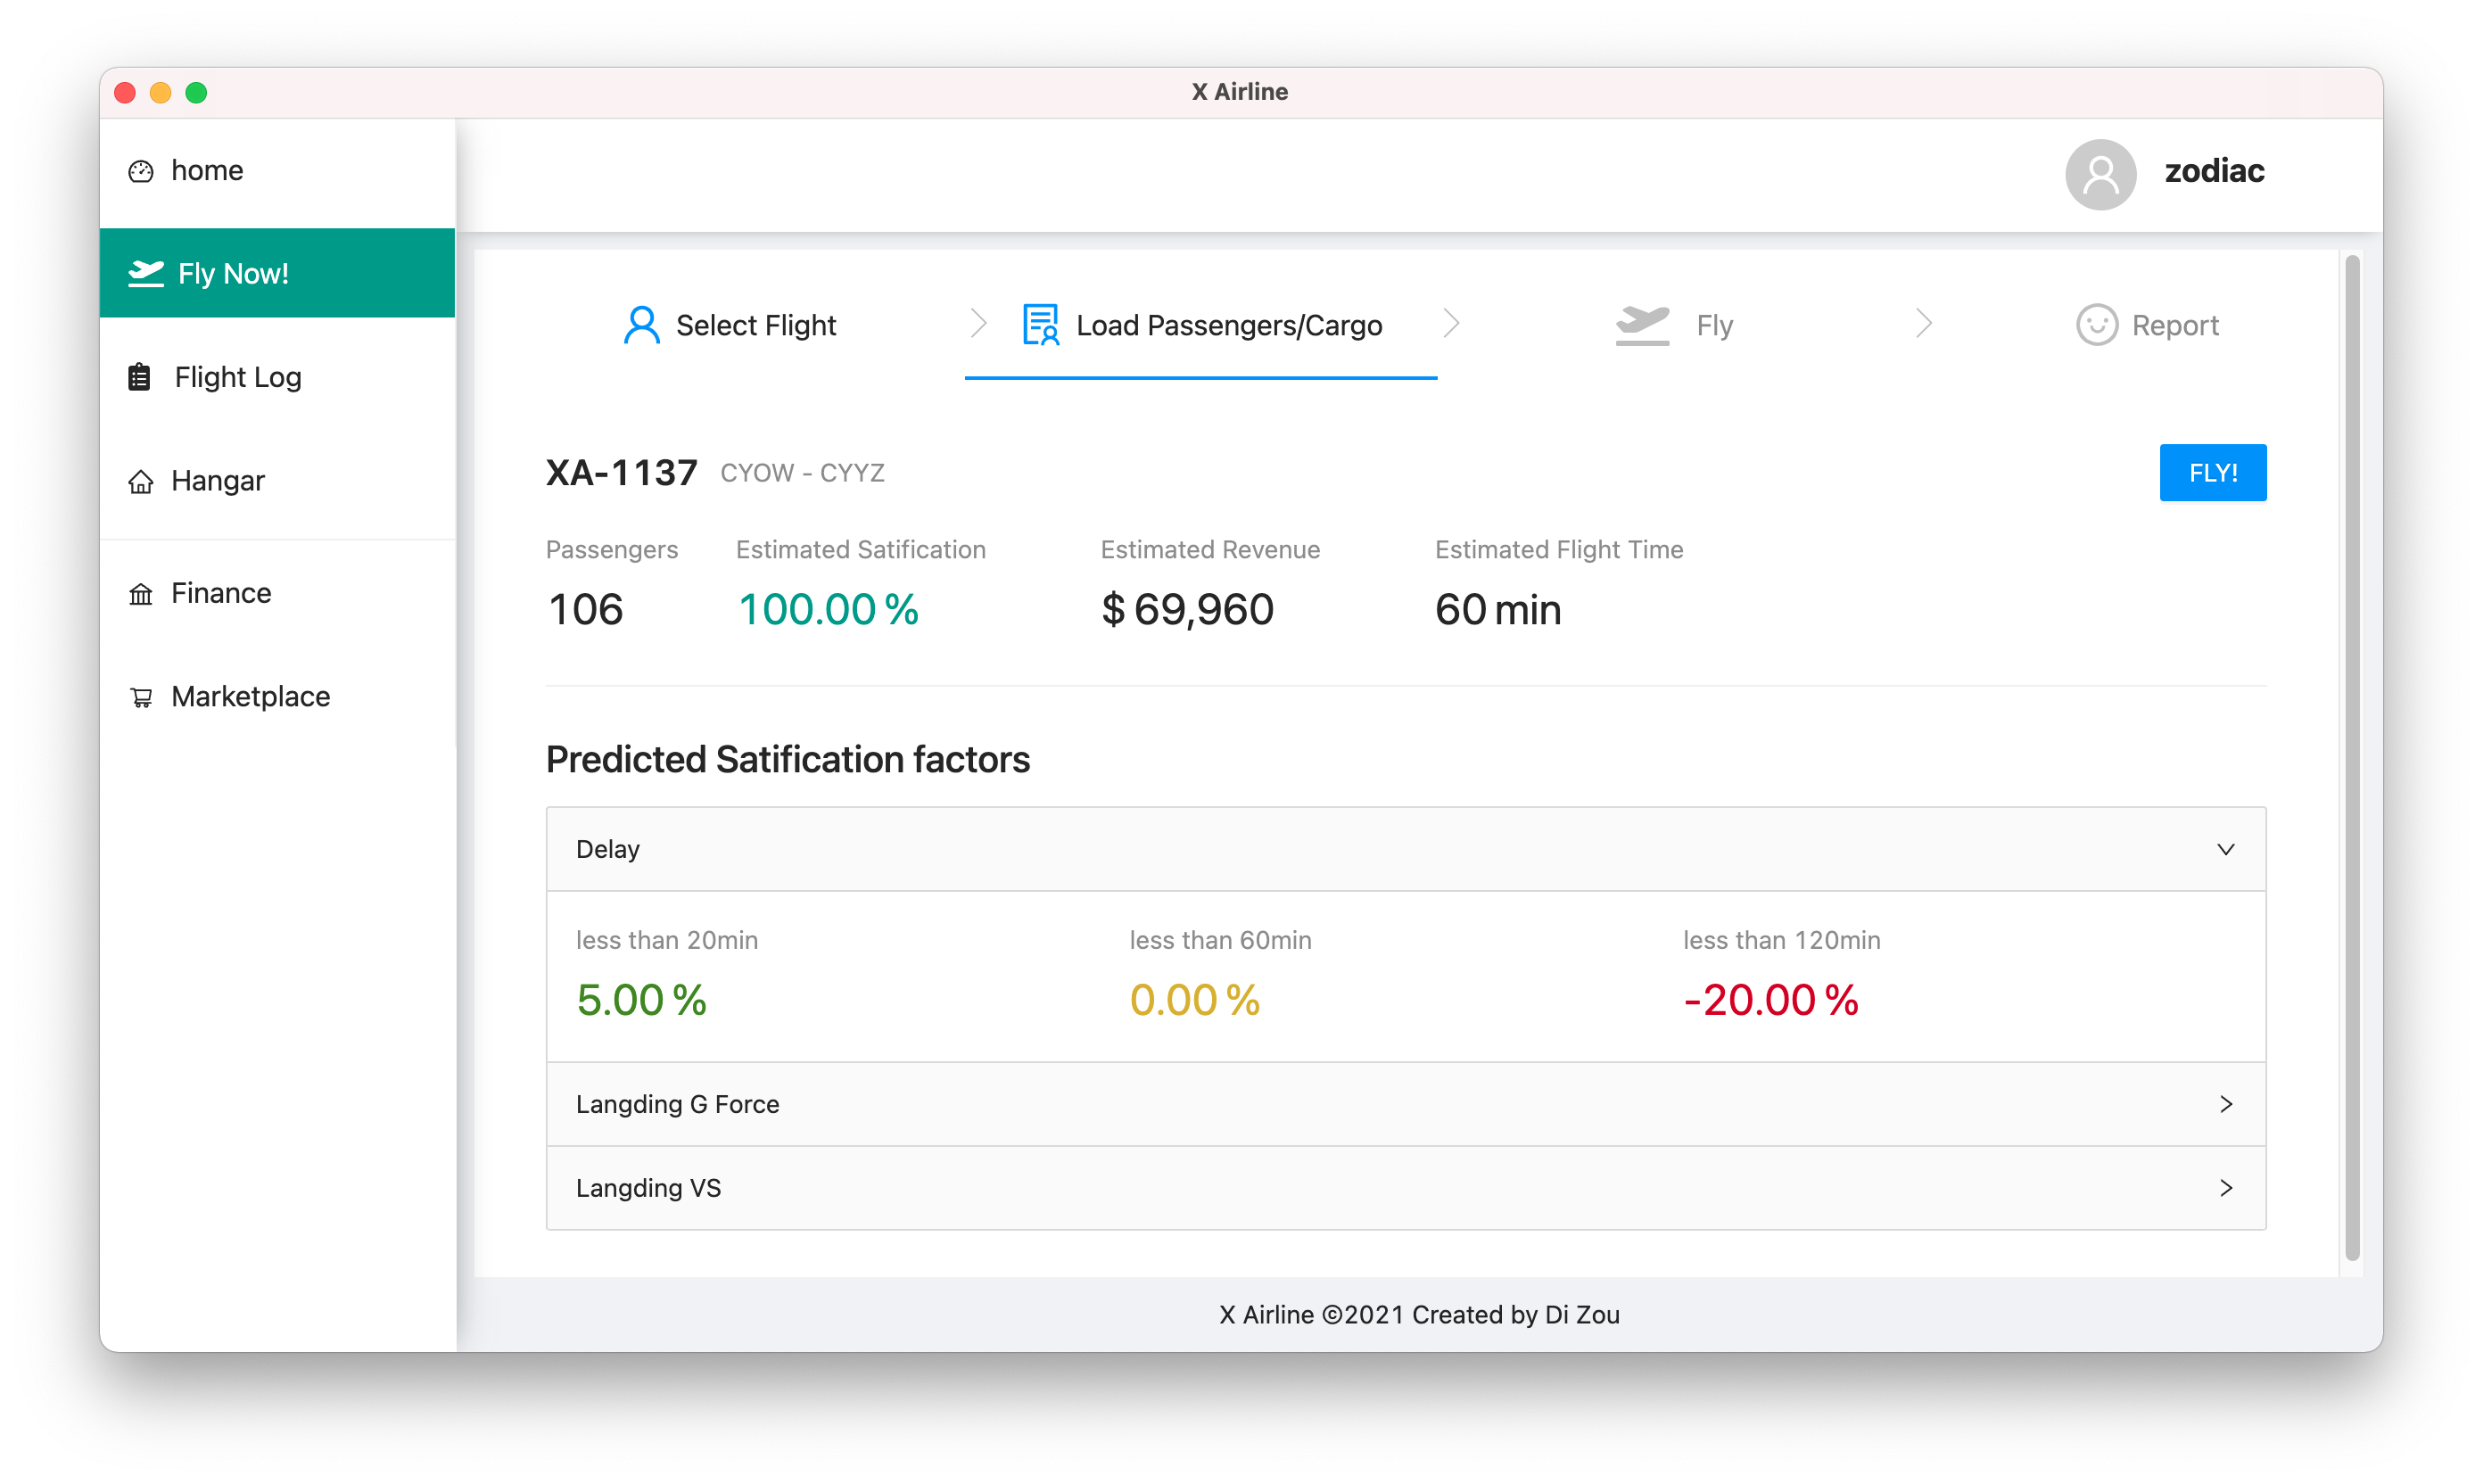 X Airline
home
zodiac
Fly Now!
Flight Log
Hangar
Finance
Marketplace
Select Flight
Load Passengers/Cargo
Fly
Report
XA-1137 CYOW - CYYZ
FLY!
Passengers Estimated Satification Estimated Revenue Estimated Flight Time
106 100.00 % $ 69,960 60 min
Predicted Satification factors
Delay
less than 20min less than 60min less than 120min
5.00 % 0.00 % -20.00 %
Langding G Force
Langding VS
X Airline ©2021 Created by Di Zou